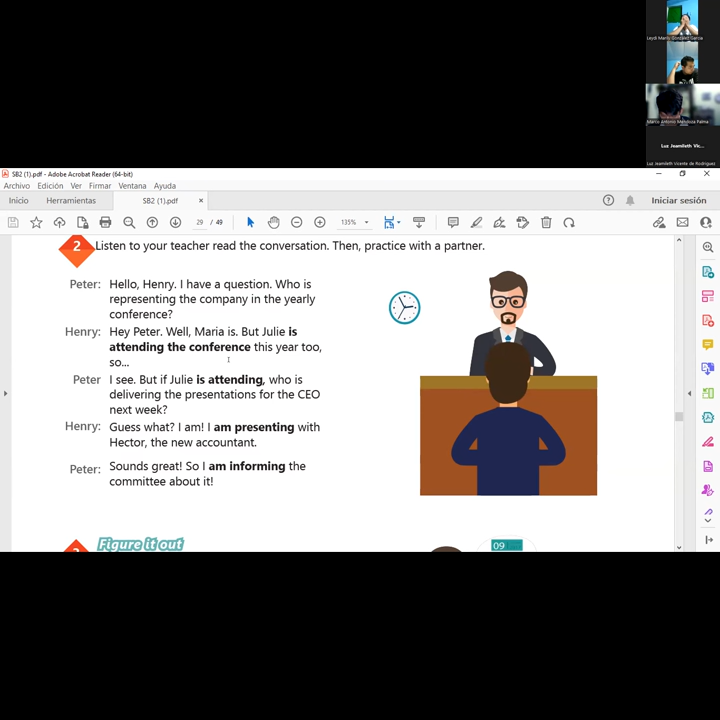 Leydi Marily Gonzalez Garcia
Marco Antonio Mendoza Palma
Luz Jeamileth Vic...
Luz Jeamileth Vicente de Rodriguez
SB2 (1).pdf - Adobe Acrobat Reader (64-bit)
Archivo Edición Ver Firmar Ventana Ayuda
Inicio Herramientas SB2 (1).pdf Iniciar sesión
29 / 49 135%
2 Listen to your teacher read the conversation. Then, practice with a partner.
Peter: Hello, Henry. I have a question. Who is
representing the company in the yearly
conference?
Henry: Hey Peter. Well, Maria is. But Julie is
attending the conference this year too,
so...
Peter I see. But if Julie is attending, who is
delivering the presentations for the CEO
next week?
Henry: Guess what? I am! I am presenting with
Hector, the new accountant.
Peter: Sounds great! So I am informing the
committee about it!
Figure it out
09